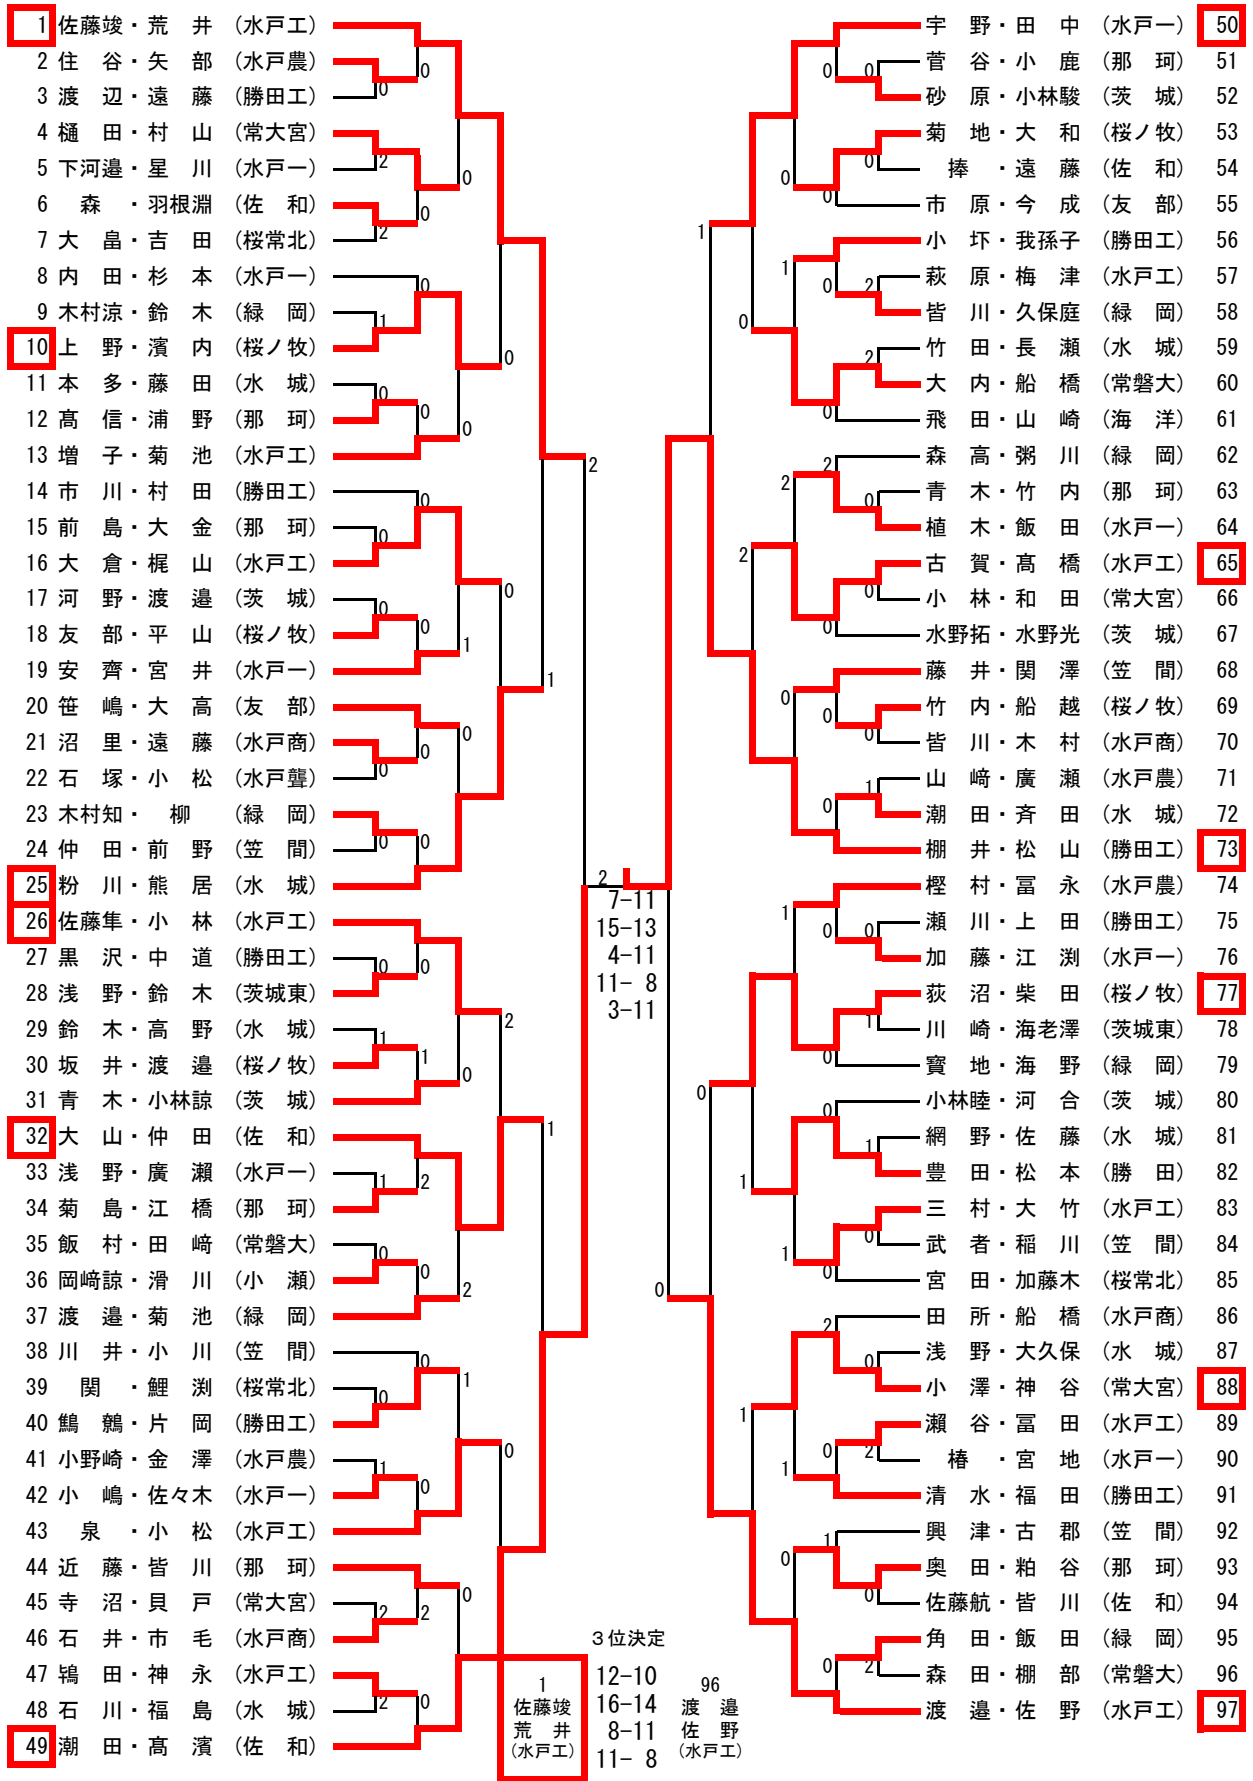 1 佐藤竣・荒　井 (水戸工)
2 住　谷・矢　部 (水戸農)
3 渡　辺・遠　藤 (勝田工)
4 樋　田・村　山 (常大宮)
5 下河邉・星　川 (水戸一)
6 　森　・羽根淵 (佐　和)
7 大　畠・吉　田 (桜常北)
8 内　田・杉　本 (水戸一)
9 木村涼・鈴　木 (緑　岡)
10 上　野・濱　内 (桜ノ牧)
11 本　多・藤　田 (水　城)
12 髙　信・浦　野 (那　珂)
13 増　子・菊　池 (水戸工)
14 市　川・村　田 (勝田工)
15 前　島・大　金 (那　珂)
16 大　倉・梶　山 (水戸工)
17 河　野・渡　邉 (茨　城)
18 友　部・平　山 (桜ノ牧)
19 安　齊・宮　井 (水戸一)
20 笹　嶋・大　高 (友　部)
21 沼　里・遠　藤 (水戸商)
22 石　塚・小　松 (水戸聾)
23 木村知・　柳　 (緑　岡)
24 仲　田・前　野 (笠　間)
25 粉　川・熊　居 (水　城)
26 佐藤隼・小　林 (水戸工)
27 黒　沢・中　道 (勝田工)
28 浅　野・鈴　木 (茨城東)
29 鈴　木・高　野 (水　城)
30 坂　井・渡　邉 (桜ノ牧)
31 青　木・小林諒 (茨　城)
32 大　山・仲　田 (佐　和)
33 浅　野・廣　瀨 (水戸一)
34 菊　島・江　橋 (那　珂)
35 飯　村・田　﨑 (常磐大)
36 岡﨑諒・滑　川 (小　瀬)
37 渡　邉・菊　池 (緑　岡)
38 川　井・小　川 (笠　間)
39 　関　・鯉　渕 (桜常北)
40 鷦　鷯・片　岡 (勝田工)
41 小野崎・金　澤 (水戸農)
42 小　嶋・佐々木 (水戸一)
43 　泉　・小　松 (水戸工)
44 近　藤・皆　川 (那　珂)
45 寺　沼・貝　戸 (常大宮)
46 石　井・市　毛 (水戸商)
47 鴇　田・神　永 (水戸工)
48 石　川・福　島 (水　城)
49 潮　田・髙　濱 (佐　和)
2
7-11
15-13
4-11
11- 8
3-11
３位決定
1
佐藤竣
荒　井
(水戸工)
12-10
16-14
8-11
11- 8
96
渡　邉
佐　野
(水戸工)
宇　野・田　中 (水戸一) 50
菅　谷・小　鹿 (那　珂) 51
砂　原・小林駿 (茨　城) 52
菊　地・大　和 (桜ノ牧) 53
　捧　・遠　藤 (佐　和) 54
市　原・今　成 (友　部) 55
小　圷・我孫子 (勝田工) 56
萩　原・梅　津 (水戸工) 57
皆　川・久保庭 (緑　岡) 58
竹　田・長　瀬 (水　城) 59
大　内・船　橋 (常磐大) 60
飛　田・山　崎 (海　洋) 61
森　高・粥　川 (緑　岡) 62
青　木・竹　内 (那　珂) 63
植　木・飯　田 (水戸一) 64
古　賀・髙　橋 (水戸工) 65
小　林・和　田 (常大宮) 66
水野拓・水野光 (茨　城) 67
藤　井・関　澤 (笠　間) 68
竹　内・船　越 (桜ノ牧) 69
皆　川・木　村 (水戸商) 70
山　﨑・廣　瀬 (水戸農) 71
潮　田・斉　田 (水　城) 72
棚　井・松　山 (勝田工) 73
樫　村・冨　永 (水戸農) 74
瀬　川・上　田 (勝田工) 75
加　藤・江　渕 (水戸一) 76
荻　沼・柴　田 (桜ノ牧) 77
川　崎・海老澤 (茨城東) 78
寳　地・海　野 (緑　岡) 79
小林睦・河　合 (茨　城) 80
網　野・佐　藤 (水　城) 81
豊　田・松　本 (勝　田) 82
三　村・大　竹 (水戸工) 83
武　者・稲　川 (笠　間) 84
宮　田・加藤木 (桜常北) 85
田　所・船　橋 (水戸商) 86
浅　野・大久保 (水　城) 87
小　澤・神　谷 (常大宮) 88
瀨　谷・冨　田 (水戸工) 89
　椿　・宮　地 (水戸一) 90
清　水・福　田 (勝田工) 91
興　津・古　郡 (笠　間) 92
奥　田・粕　谷 (那　珂) 93
佐藤航・皆　川 (佐　和) 94
角　田・飯　田 (緑　岡) 95
森　田・棚　部 (常磐大) 96
渡　邉・佐　野 (水戸工) 97